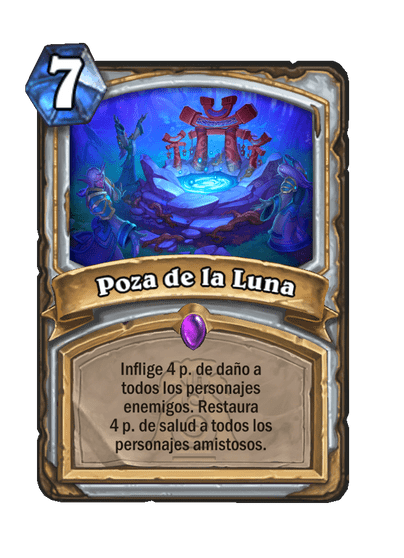 7
Poza de la Luna
Inflige 4 p. de daño a
todos los personajes
enemigos. Restaura
4 p. de salud a todos los
personajes amistosos.